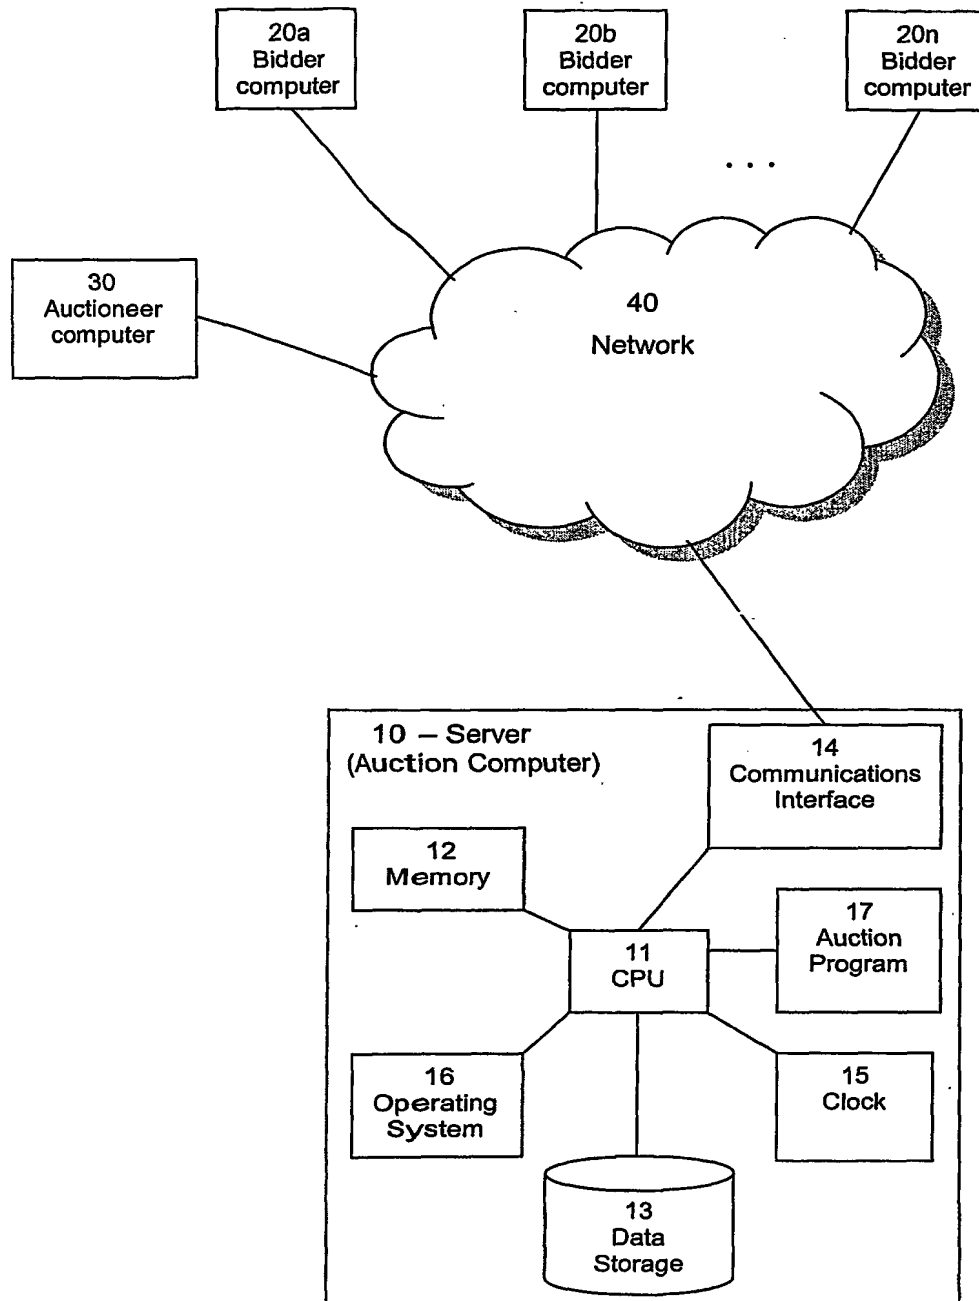 20a
Bidder
computer
20b
Bidder
computer
20n
Bidder
computer
. . .
30
Auctioneer
computer
40
Network
10 – Server
(Auction Computer)
14
Communications
Interface
12
Memory
17
Auction
Program
11
CPU
16
Operating
System
15
Clock
13
Data
Storage